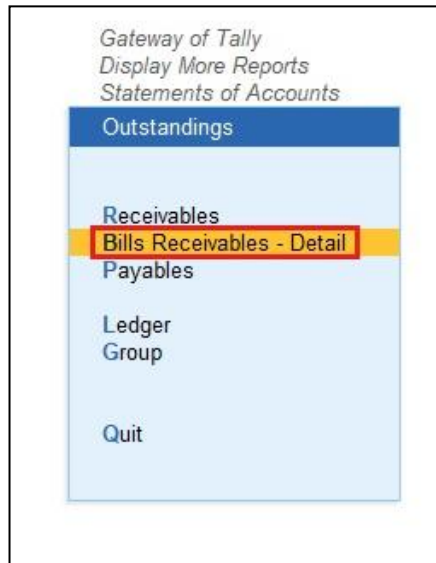 Gateway of Tally
Display More Reports
Statements of Accounts
Outstandings
Receivables
Bills Receivables - Detail
Payables
Ledger
Group
Quit